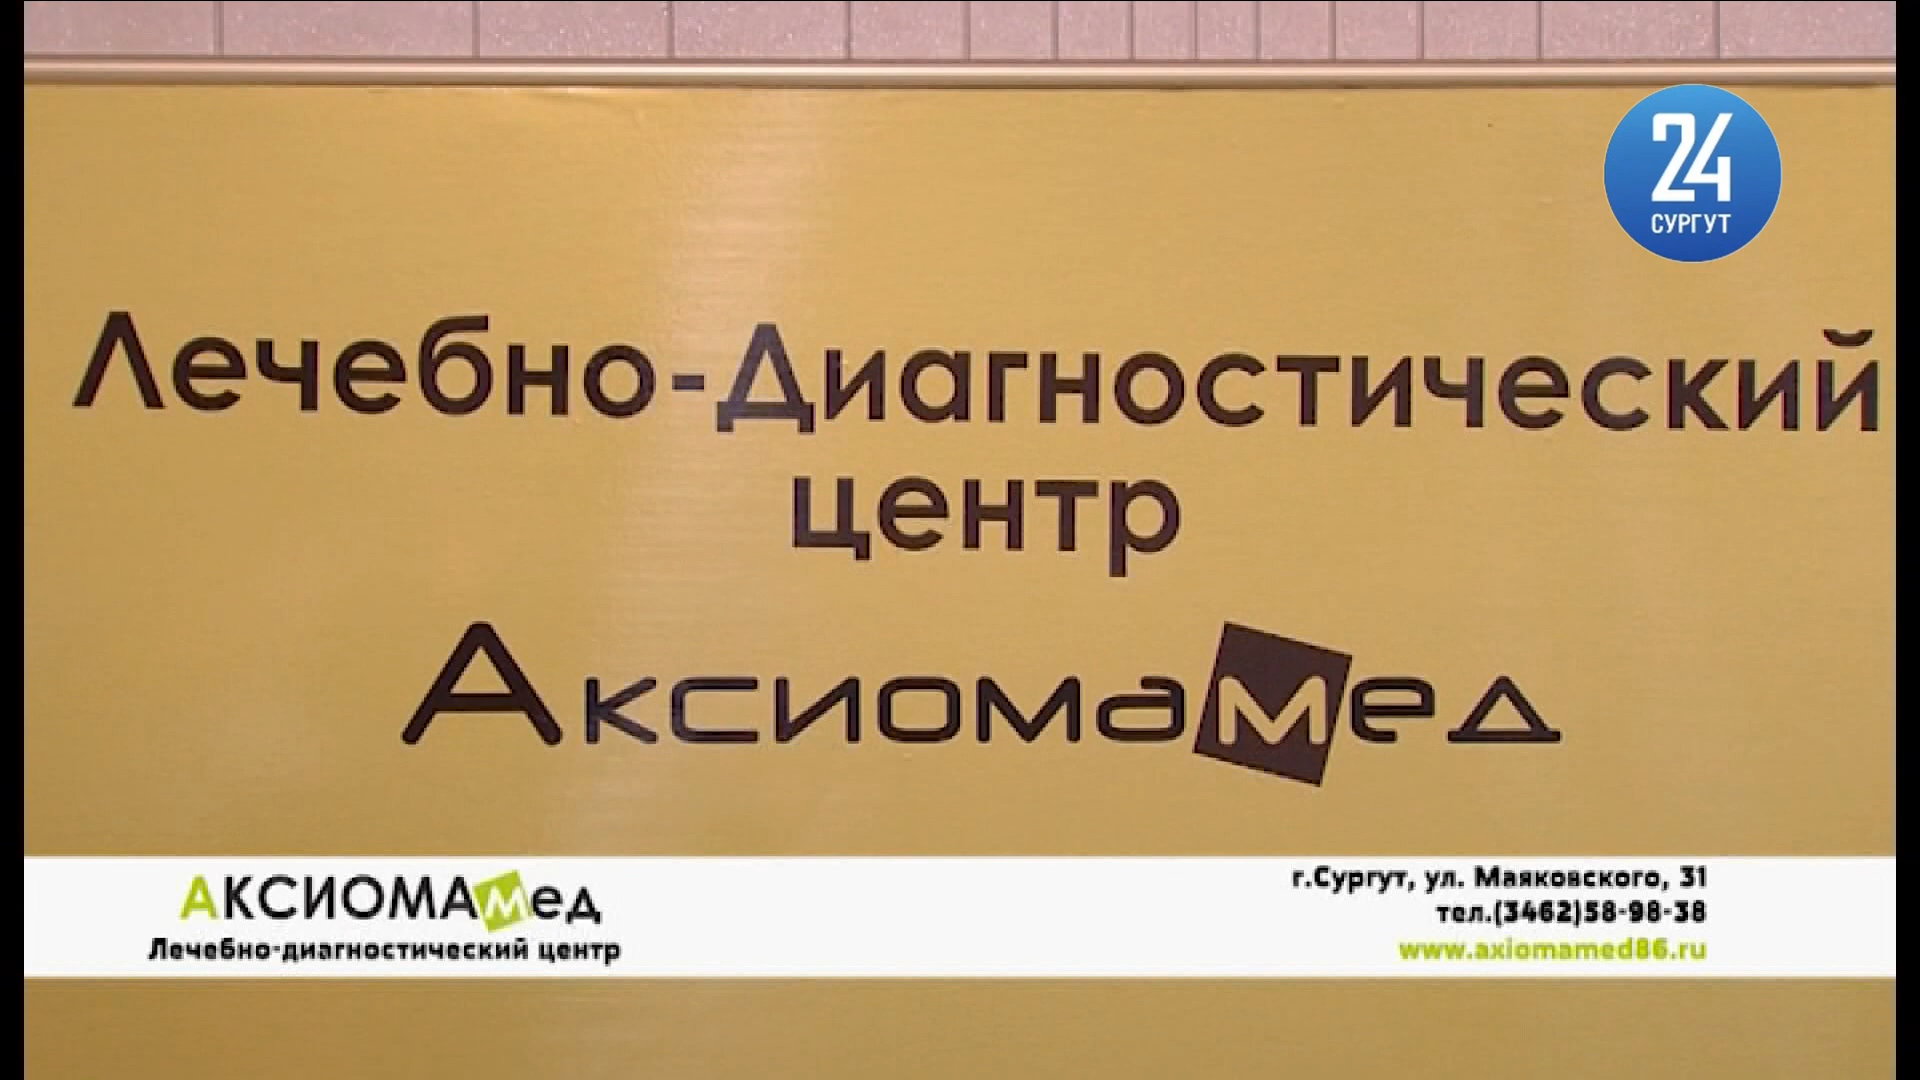 24
СУРГУТ
Лечебно-Диагностический
центр
Аксиомамед
АКСИОМАмед
Лечебно-диагностический центр
г.Сургут, ул. Маяковского, 31
тел.(3462)58-98-38
www.axiomamed86.ru